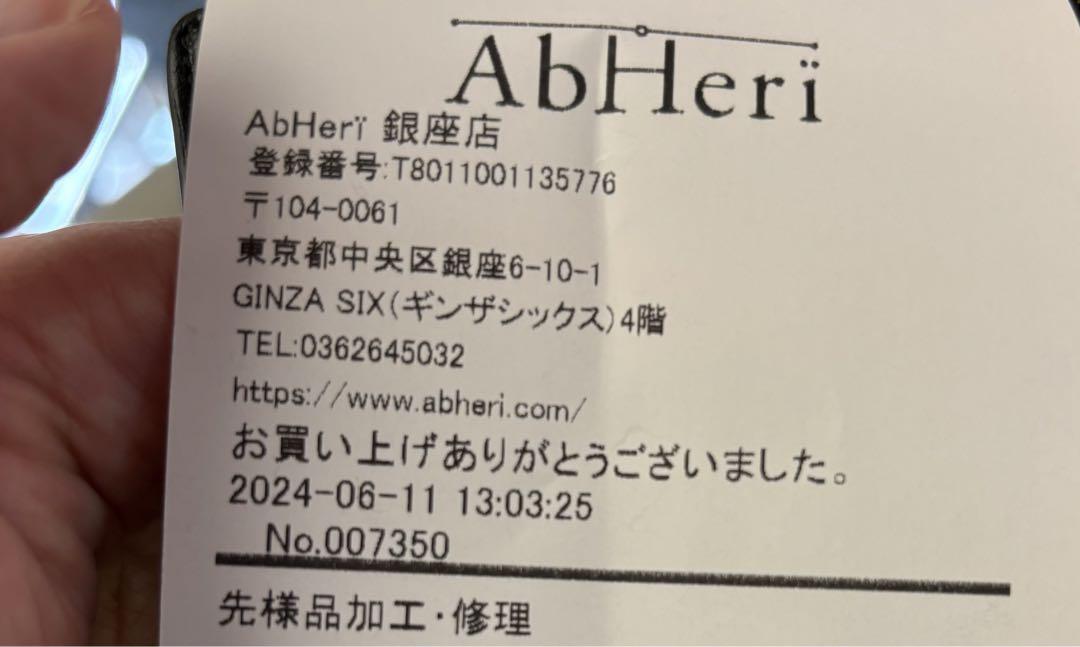 AbHerï
AbHerï 銀座店
登録番号:T8011001135776
〒104-0061
東京都中央区銀座6-10-1
GINZA SIX(ギンザシックス)4階
TEL:0362645032
https://www.abheri.com/
お買い上げありがとうございました。
2024-06-11 13:03:25
No.007350
先様品加工・修理